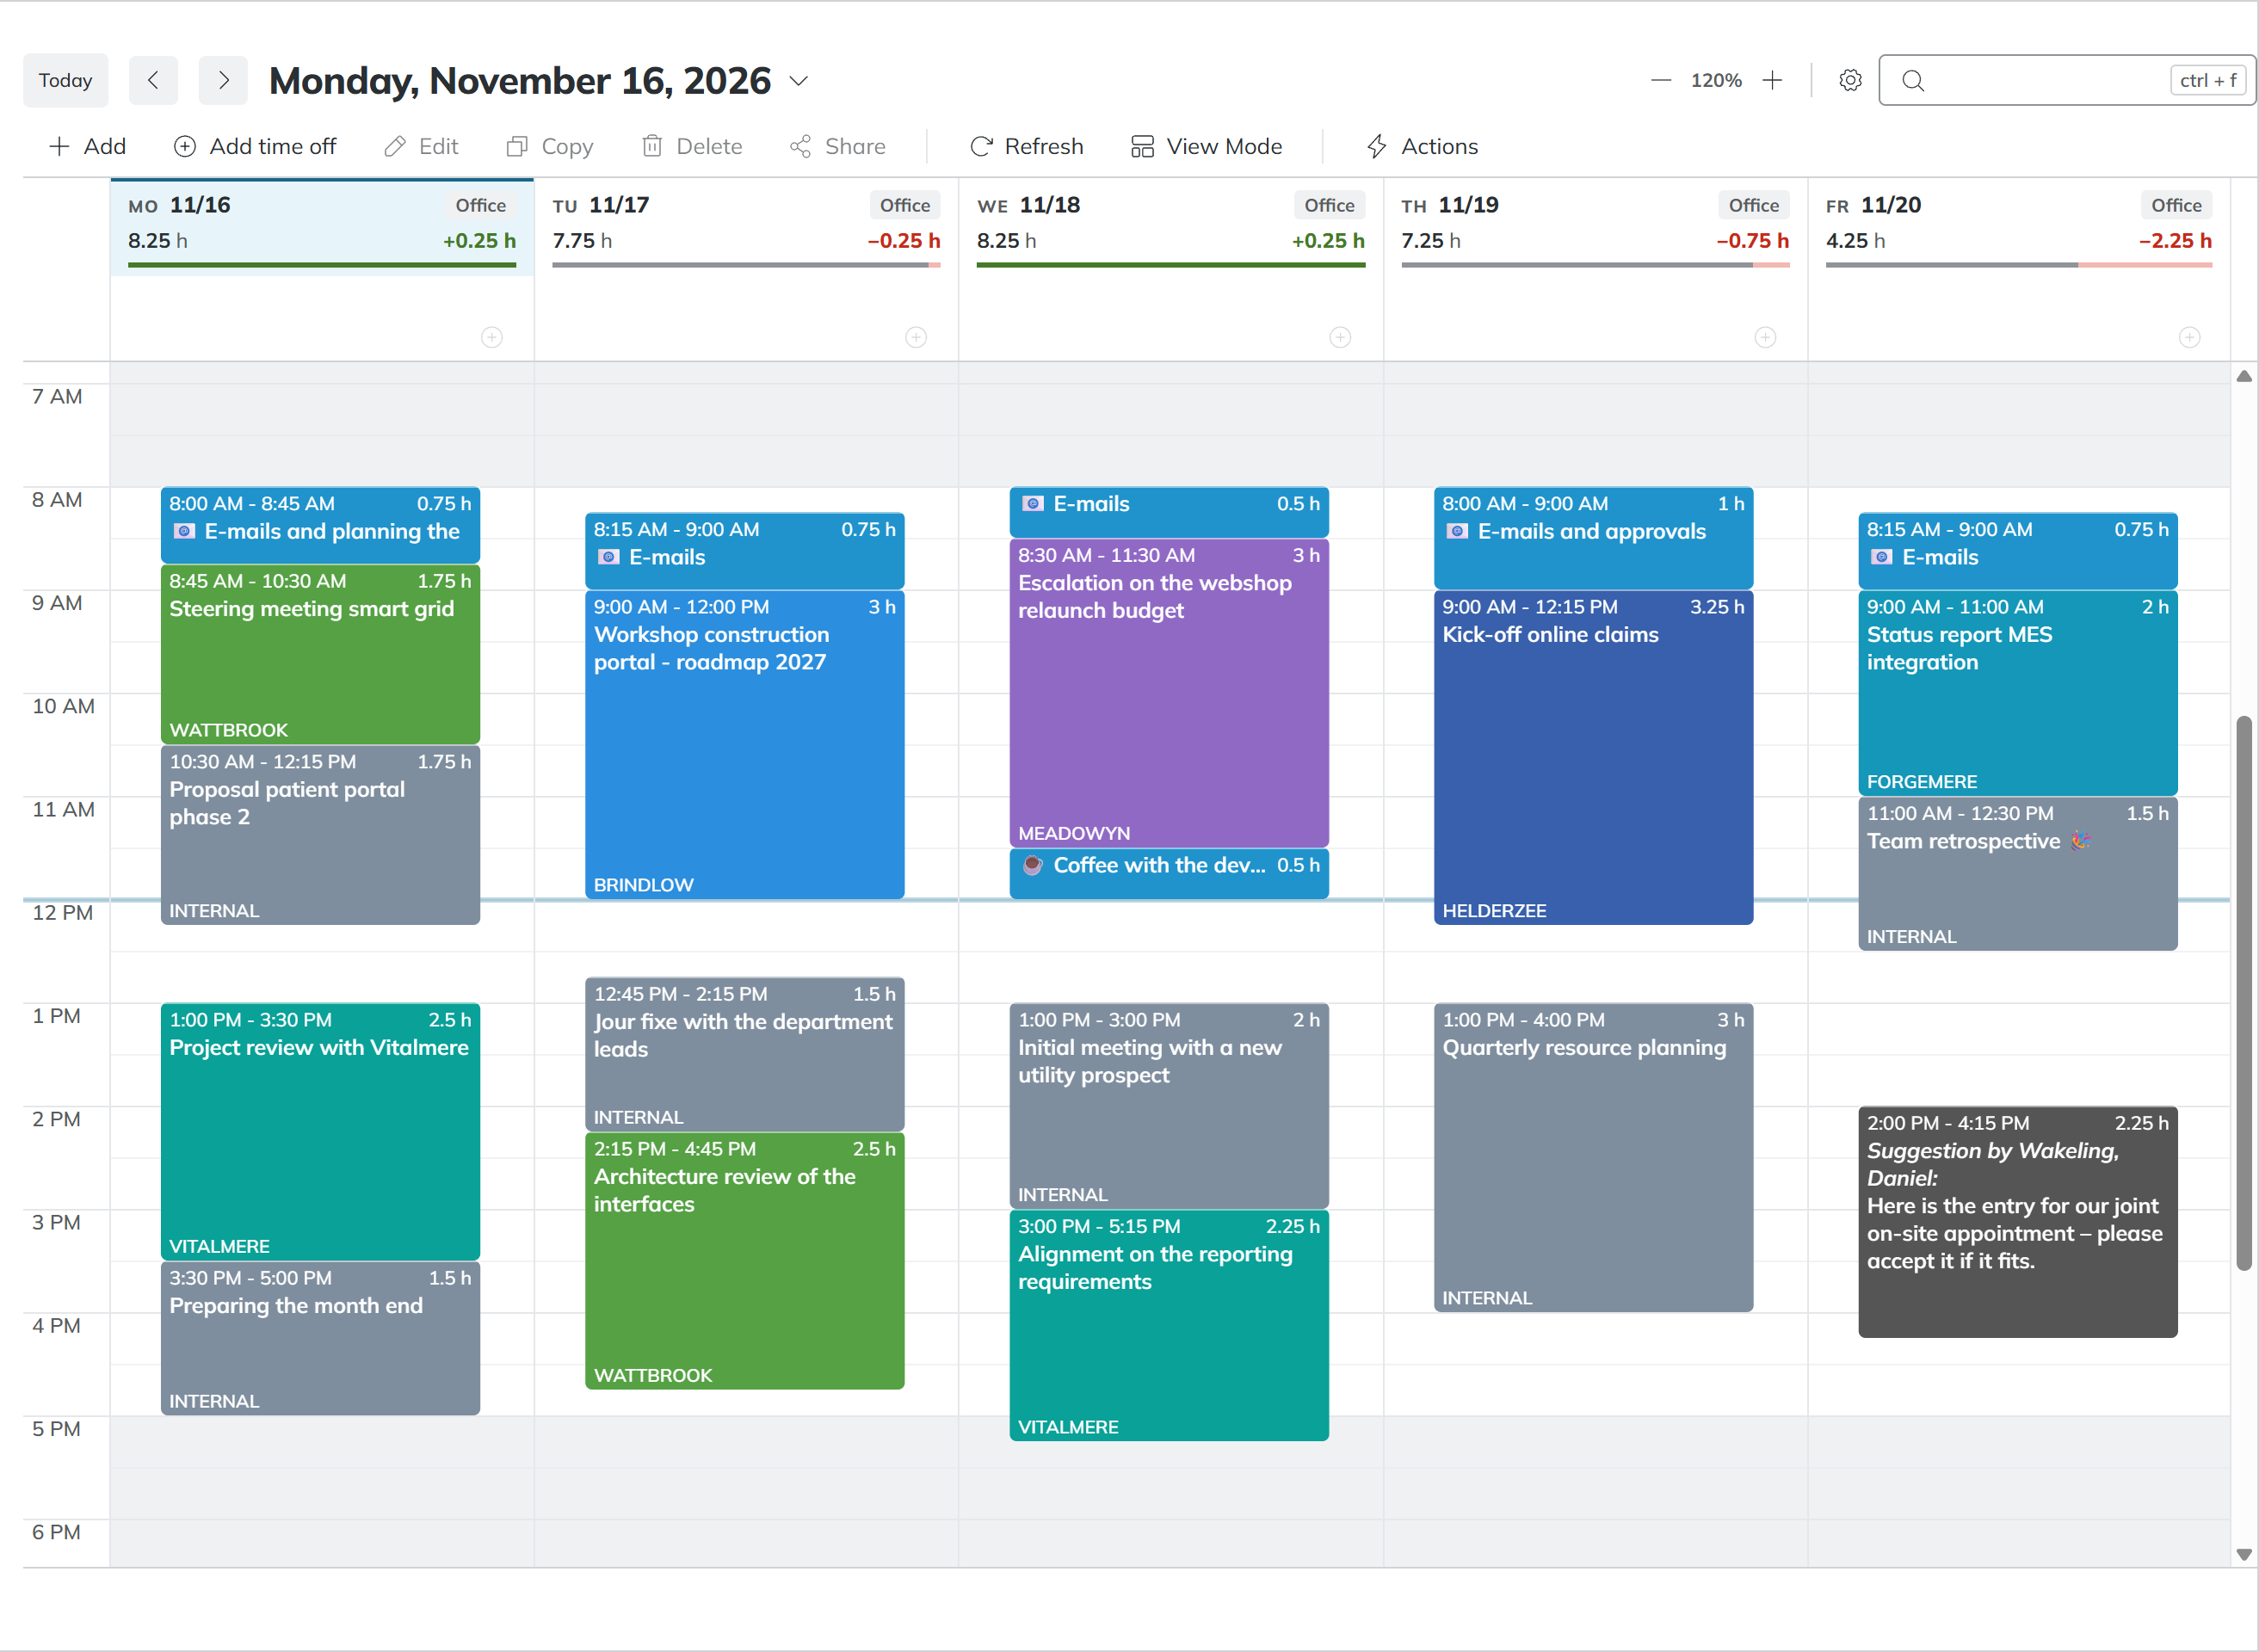 Today
Monday, November 16, 2026
120%
ctrl + f
Add
Add time off
Edit
Copy
Delete
Share
Refresh
View Mode
Actions
MO 11/16 Office
8.25 h +0.25 h
TU 11/17 Office
7.75 h −0.25 h
WE 11/18 Office
8.25 h +0.25 h
TH 11/19 Office
7.25 h −0.75 h
FR 11/20 Office
4.25 h −2.25 h
7 AM
8 AM
9 AM
10 AM
11 AM
12 PM
1 PM
2 PM
3 PM
4 PM
5 PM
6 PM
8:00 AM - 8:45 AM 0.75 h
E-mails and planning the
8:45 AM - 10:30 AM 1.75 h
Steering meeting smart grid
WATTBROOK
10:30 AM - 12:15 PM 1.75 h
Proposal patient portal
phase 2
INTERNAL
1:00 PM - 3:30 PM 2.5 h
Project review with Vitalmere
VITALMERE
3:30 PM - 5:00 PM 1.5 h
Preparing the month end
INTERNAL
8:15 AM - 9:00 AM 0.75 h
E-mails
9:00 AM - 12:00 PM 3 h
Workshop construction
portal - roadmap 2027
BRINDLOW
12:45 PM - 2:15 PM 1.5 h
Jour fixe with the department
leads
INTERNAL
2:15 PM - 4:45 PM 2.5 h
Architecture review of the
interfaces
WATTBROOK
E-mails 0.5 h
8:30 AM - 11:30 AM 3 h
Escalation on the webshop
relaunch budget
MEADOWYN
Coffee with the dev... 0.5 h
1:00 PM - 3:00 PM 2 h
Initial meeting with a new
utility prospect
INTERNAL
3:00 PM - 5:15 PM 2.25 h
Alignment on the reporting
requirements
VITALMERE
8:00 AM - 9:00 AM 1 h
E-mails and approvals
9:00 AM - 12:15 PM 3.25 h
Kick-off online claims
HELDERZEE
1:00 PM - 4:00 PM 3 h
Quarterly resource planning
INTERNAL
8:15 AM - 9:00 AM 0.75 h
E-mails
9:00 AM - 11:00 AM 2 h
Status report MES
integration
FORGEMERE
11:00 AM - 12:30 PM 1.5 h
Team retrospective 🎉
INTERNAL
2:00 PM - 4:15 PM 2.25 h
Suggestion by Wakeling,
Daniel:
Here is the entry for our joint
on-site appointment – please
accept it if it fits.